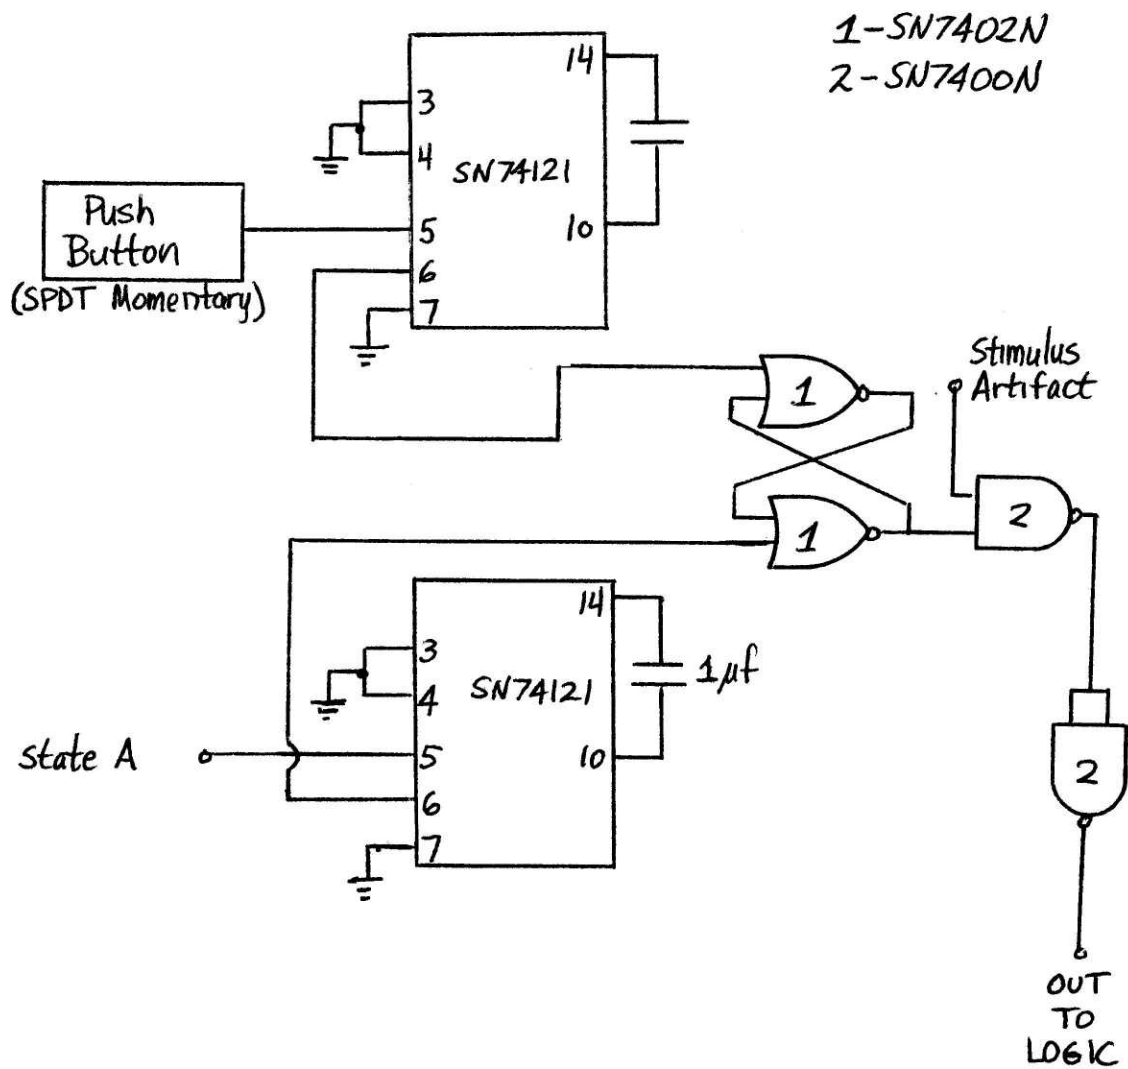 1-SN7402N
2-SN7400N
14
3
4
SN74121
Push
Button
5
10
6
(SPDT Momentary)
7
Stimulus
Artifact
1
2
1
14
3
SN74121
1µf
4
State A
5
10
2
6
7
OUT
TO
LOGIC